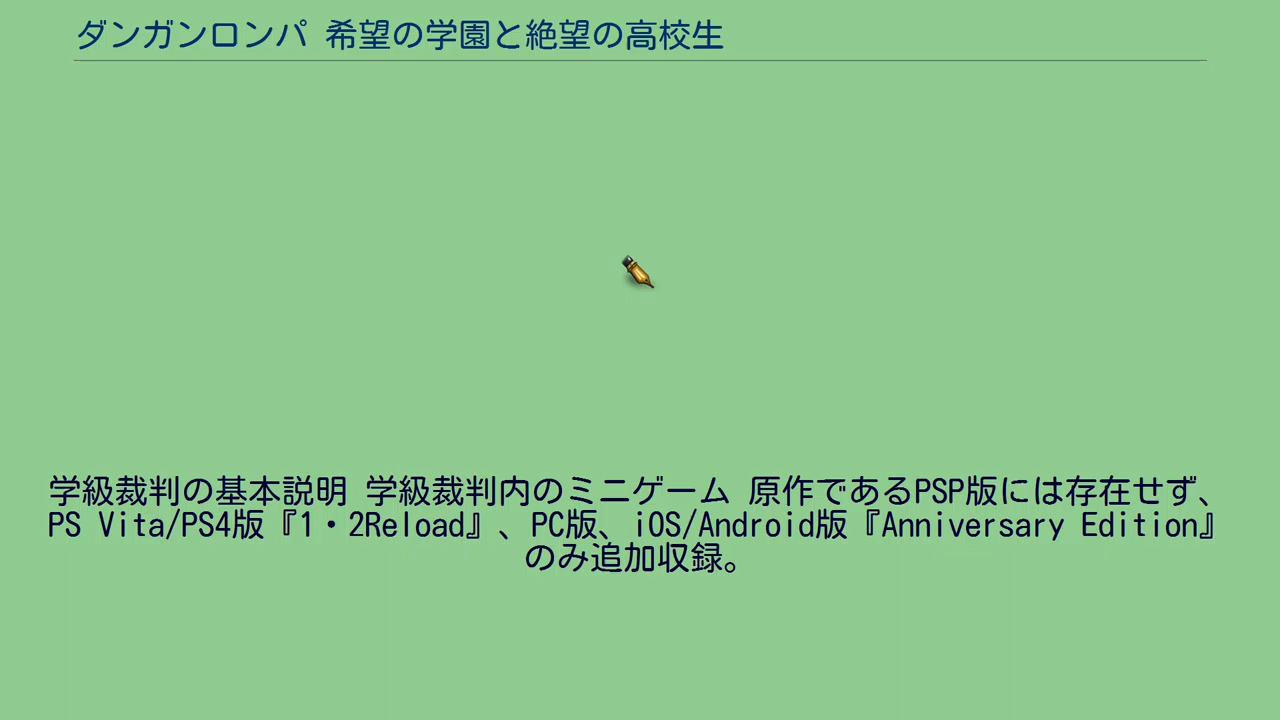 ダンガンロンパ 希望の学園と絶望の高校生
学級裁判の基本説明 学級裁判内のミニゲーム 原作であるPSP版には存在せず、
PS Vita/PS4版『1・2Reload』、PC版、iOS/Android版『Anniversary Edition』
のみ追加収録。